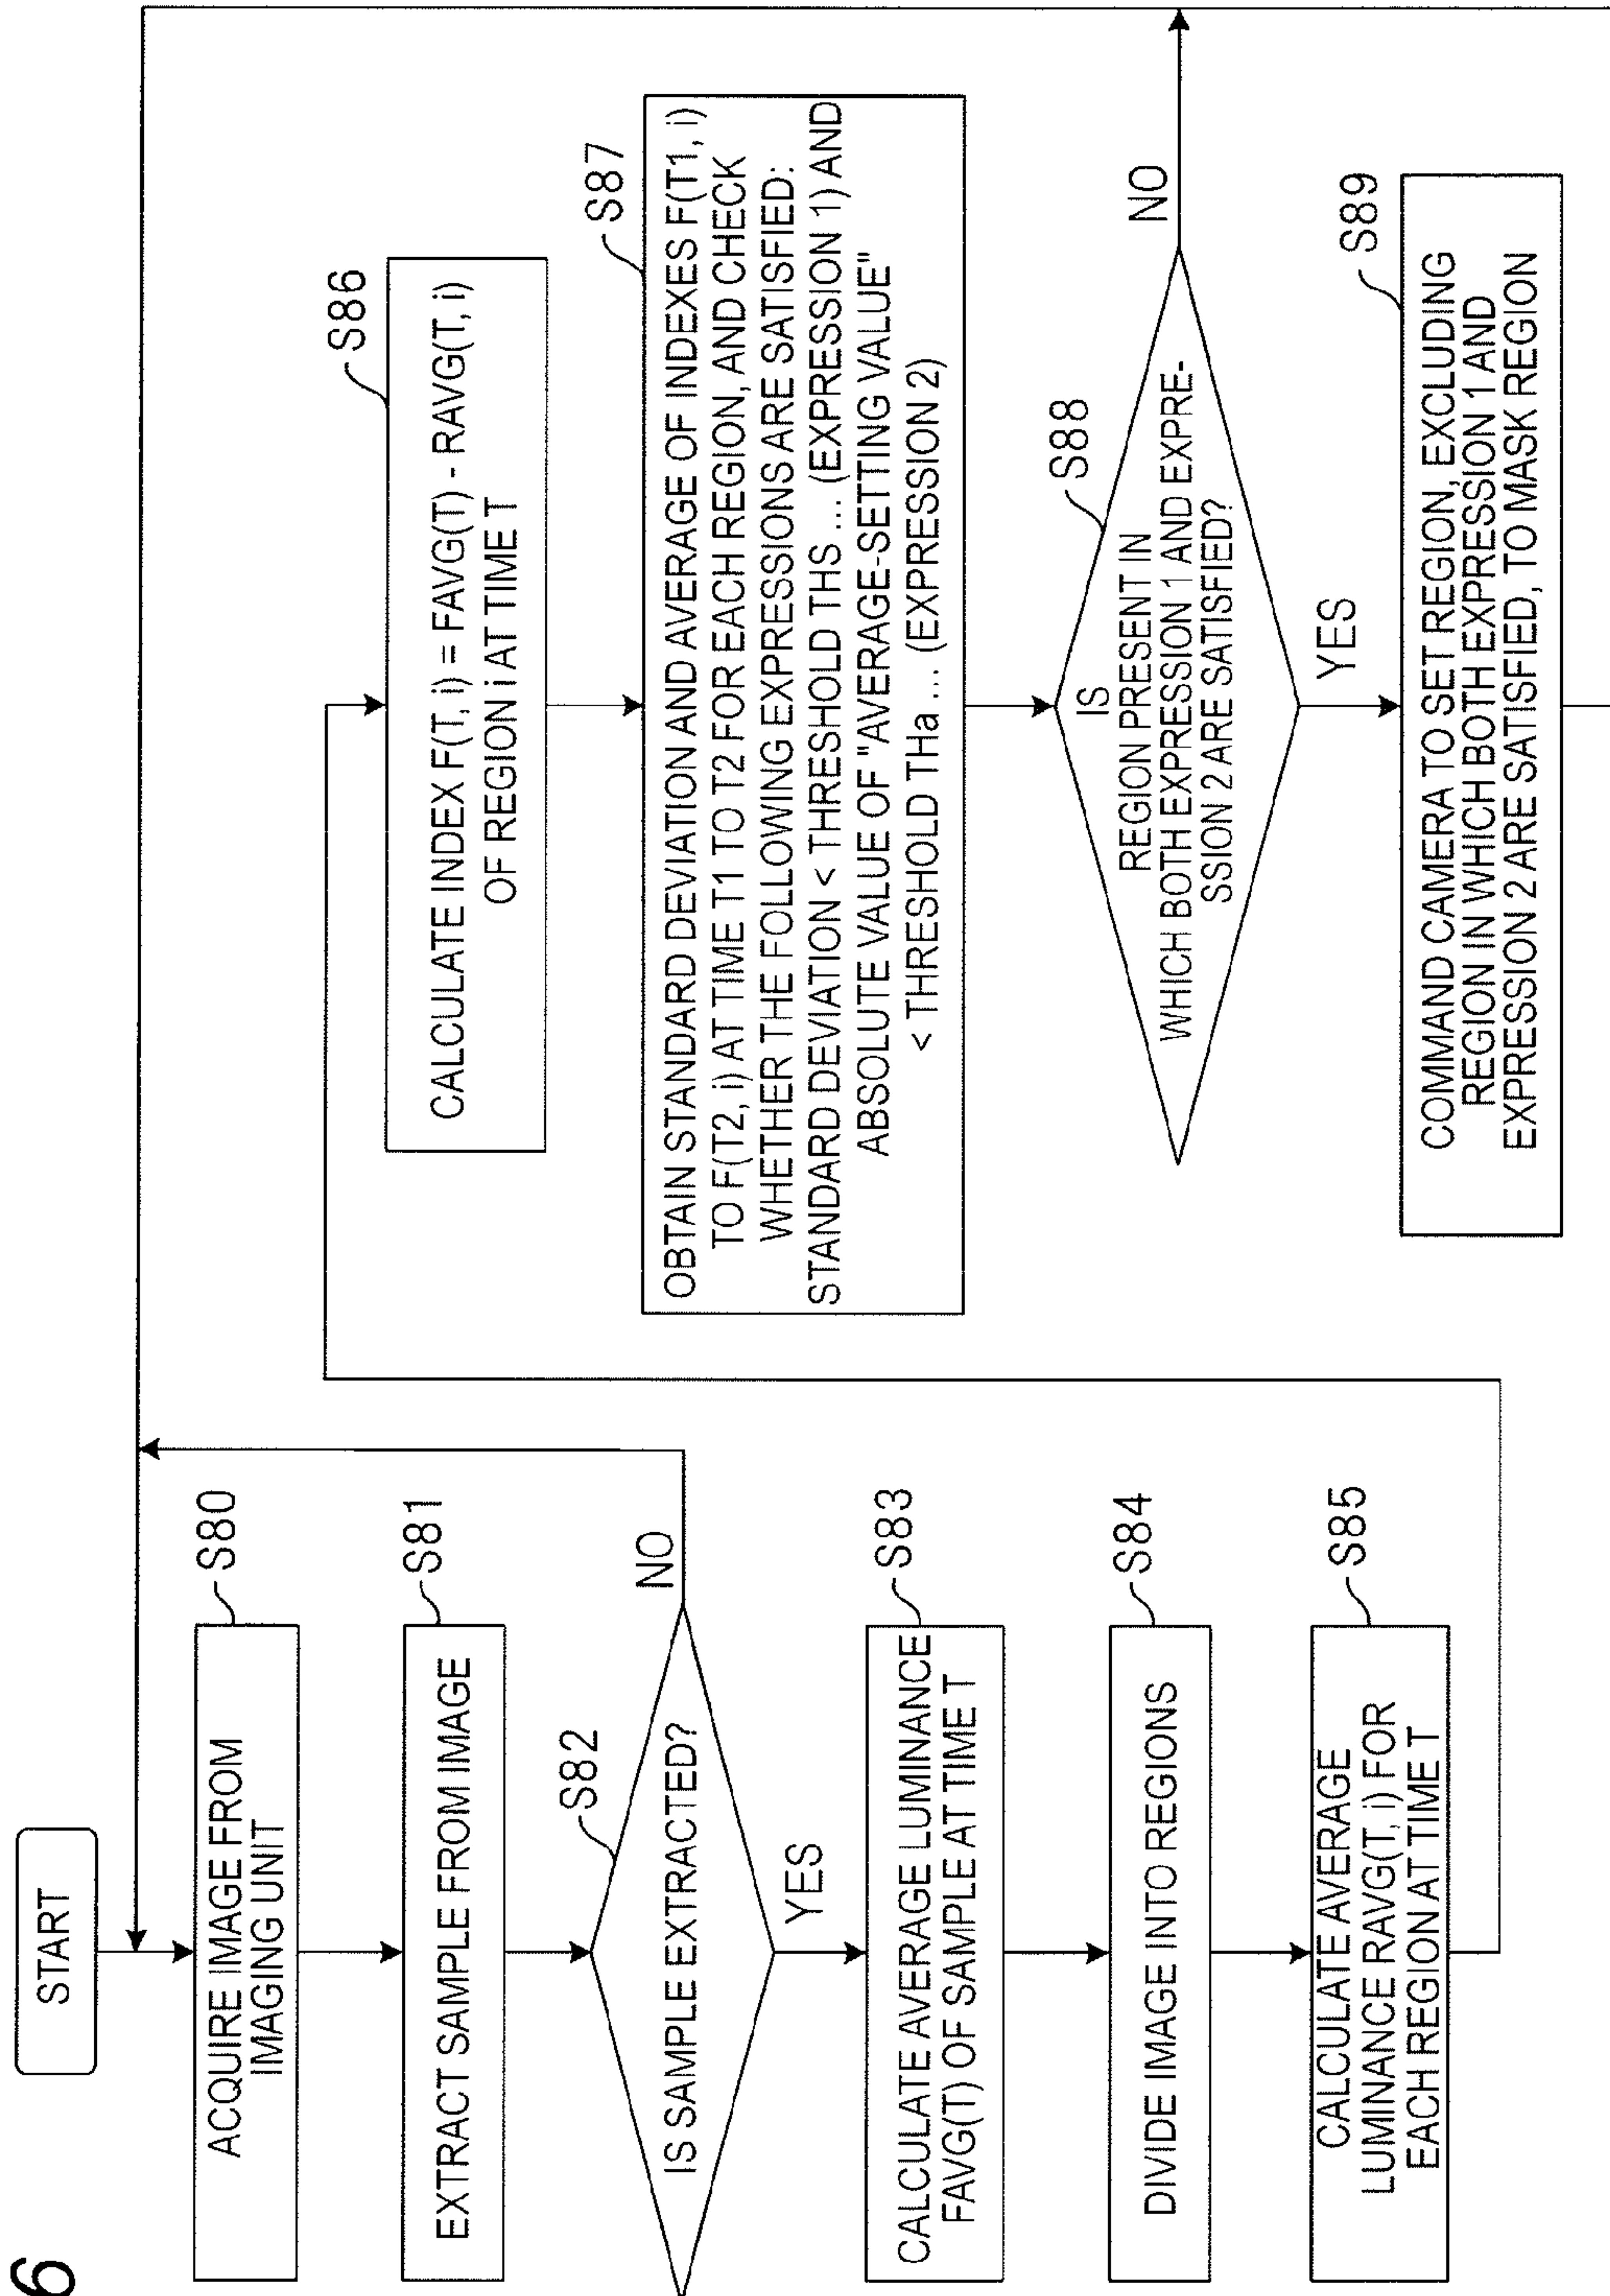 6
START
ACQUIRE IMAGE FROM
IMAGING UNIT
S80
EXTRACT SAMPLE FROM IMAGE
S81
IS SAMPLE EXTRACTED?
S82
NO
YES
CALCULATE AVERAGE LUMINANCE
FAVG(T) OF SAMPLE AT TIME T
S83
DIVIDE IMAGE INTO REGIONS
S84
CALCULATE AVERAGE
LUMINANCE RAVG(T, i) FOR
EACH REGION AT TIME T
S85
CALCULATE INDEX F(T, i) = FAVG(T) - RAVG(T, i)
OF REGION i AT TIME T
S86
OBTAIN STANDARD DEVIATION AND AVERAGE OF INDEXES F(T1, i)
TO F(T2, i) AT TIME T1 TO T2 FOR EACH REGION, AND CHECK
WHETHER THE FOLLOWING EXPRESSIONS ARE SATISFIED:
STANDARD DEVIATION < THRESHOLD THS ... (EXPRESSION 1) AND
ABSOLUTE VALUE OF "AVERAGE-SETTING VALUE"
< THRESHOLD THa ... (EXPRESSION 2)
S87
IS
REGION PRESENT IN
WHICH BOTH EXPRESSION 1 AND EXPRE-
SSION 2 ARE SATISFIED?
S88
NO
YES
COMMAND CAMERA TO SET REGION, EXCLUDING
REGION IN WHICH BOTH EXPRESSION 1 AND
EXPRESSION 2 ARE SATISFIED, TO MASK REGION
S89